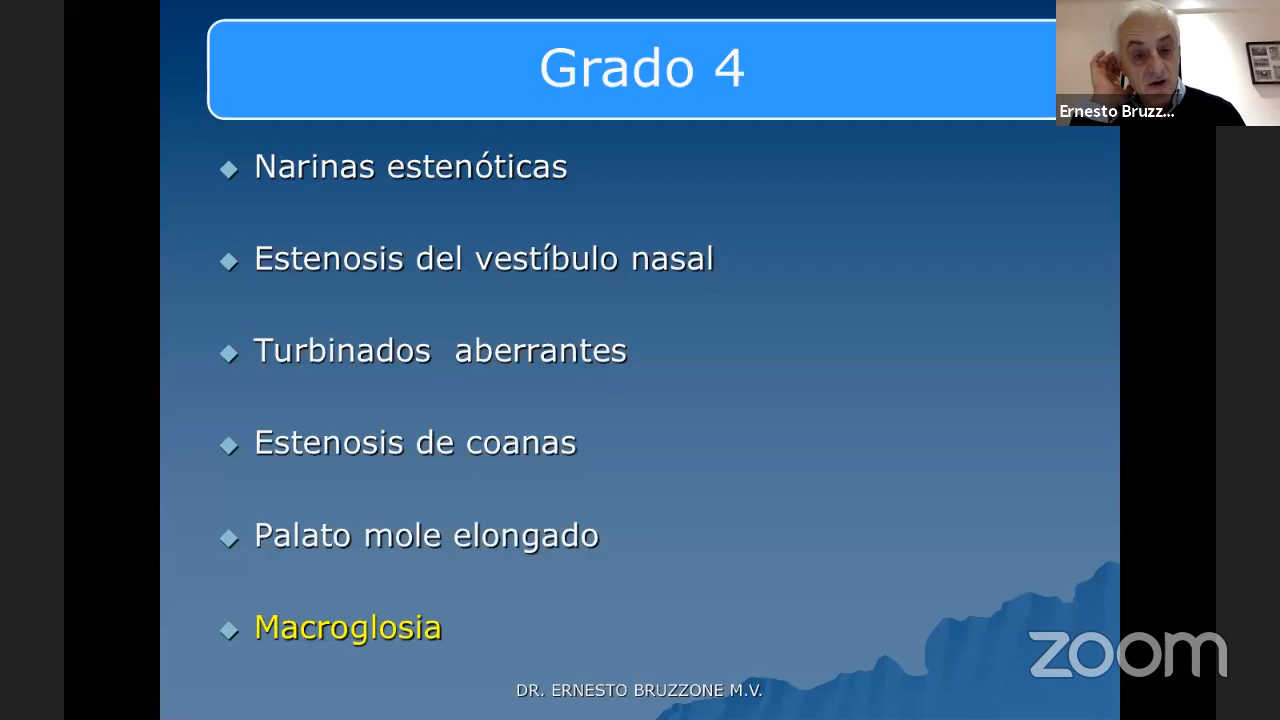 Grado 4
Ernesto Bruzz...
Narinas estenóticas
Estenosis del vestíbulo nasal
Turbinados aberrantes
Estenosis de coanas
Palato mole elongado
Macroglosia
zoom
DR. ERNESTO BRUZZONE M.V.